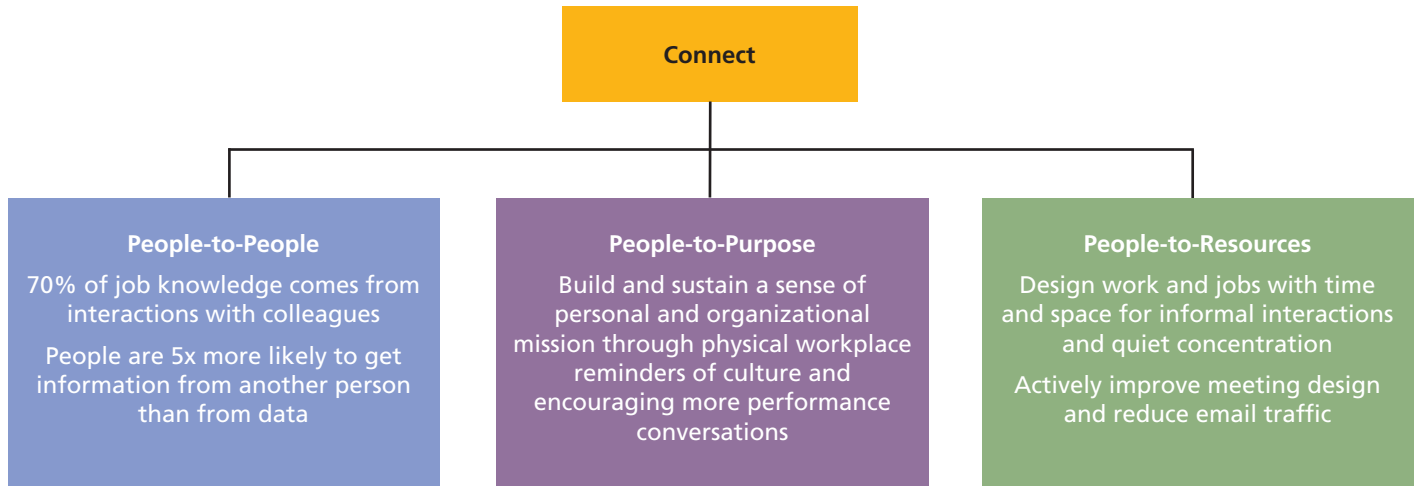 Connect
People-to-People
70% of job knowledge comes from
interactions with colleagues
People are 5x more likely to get
information from another person
than from data
People-to-Purpose
Build and sustain a sense of
personal and organizational
mission through physical workplace
reminders of culture and
encouraging more performance
conversations
People-to-Resources
Design work and jobs with time
and space for informal interactions
and quiet concentration
Actively improve meeting design
and reduce email traffic